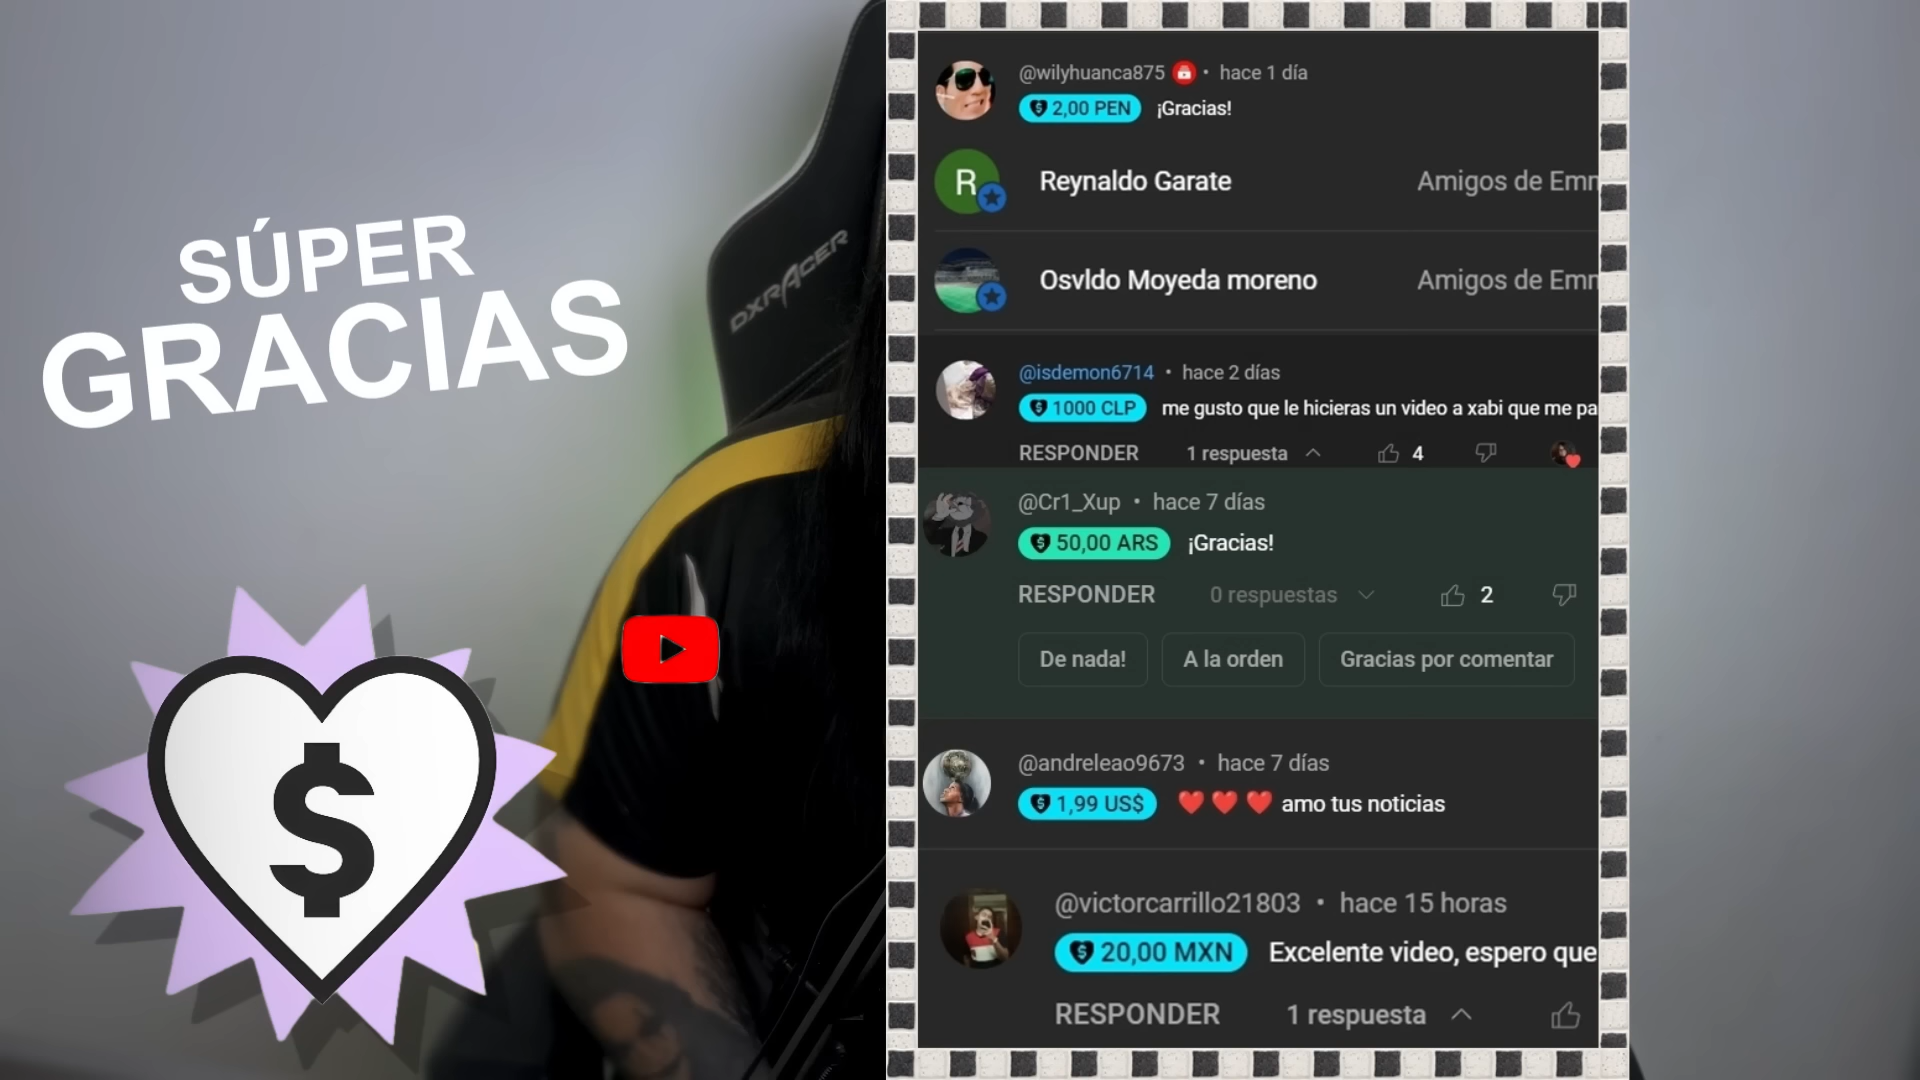 SÚPER
GRACIAS
DXRACER
$
@wilyhuanca875 • hace 1 día
2,00 PEN ¡Gracias!
R Reynaldo Garate Amigos de Emm
Osvldo Moyeda moreno Amigos de Emm
@isdemon6714 • hace 2 días
1000 CLP me gusto que le hicieras un video a xabi que me pa
RESPONDER 1 respuesta 4
@Cr1_Xup • hace 7 días
50,00 ARS ¡Gracias!
RESPONDER 0 respuestas 2
De nada! A la orden Gracias por comentar
@andreleao9673 • hace 7 días
1,99 US$ ❤️❤️❤️ amo tus noticias
@victorcarrillo21803 • hace 15 horas
20,00 MXN Excelente video, espero que
RESPONDER 1 respuesta